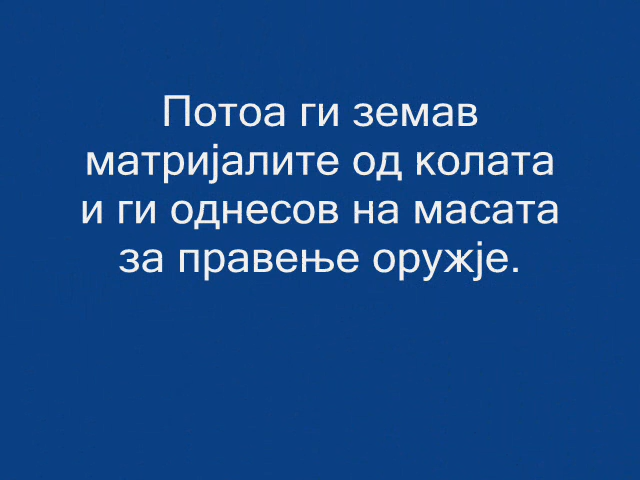 Потоа ги земав
матријалите од колата
и ги однесов на масата
за правење оружје.